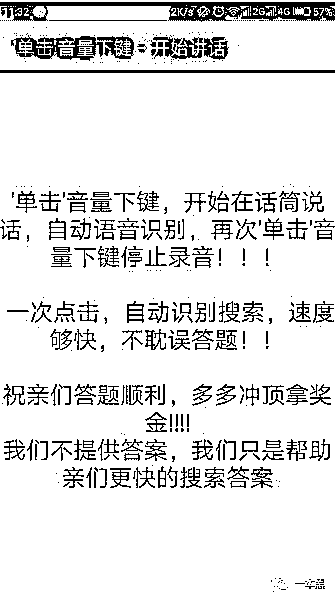 11:32 2K/s 2G 4G 57%
'单击'音量下键 = 开始讲话
'单击'音量下键，开始在话筒说
话，自动语音识别，再次'单击'音
量下键停止录音！！！
一次点击，自动识别搜索，速度
够快，不耽误答题！！
祝亲们答题顺利，多多冲顶拿奖
金!!!!
我们不提供答案，我们只是帮助
亲们更快的搜索答案